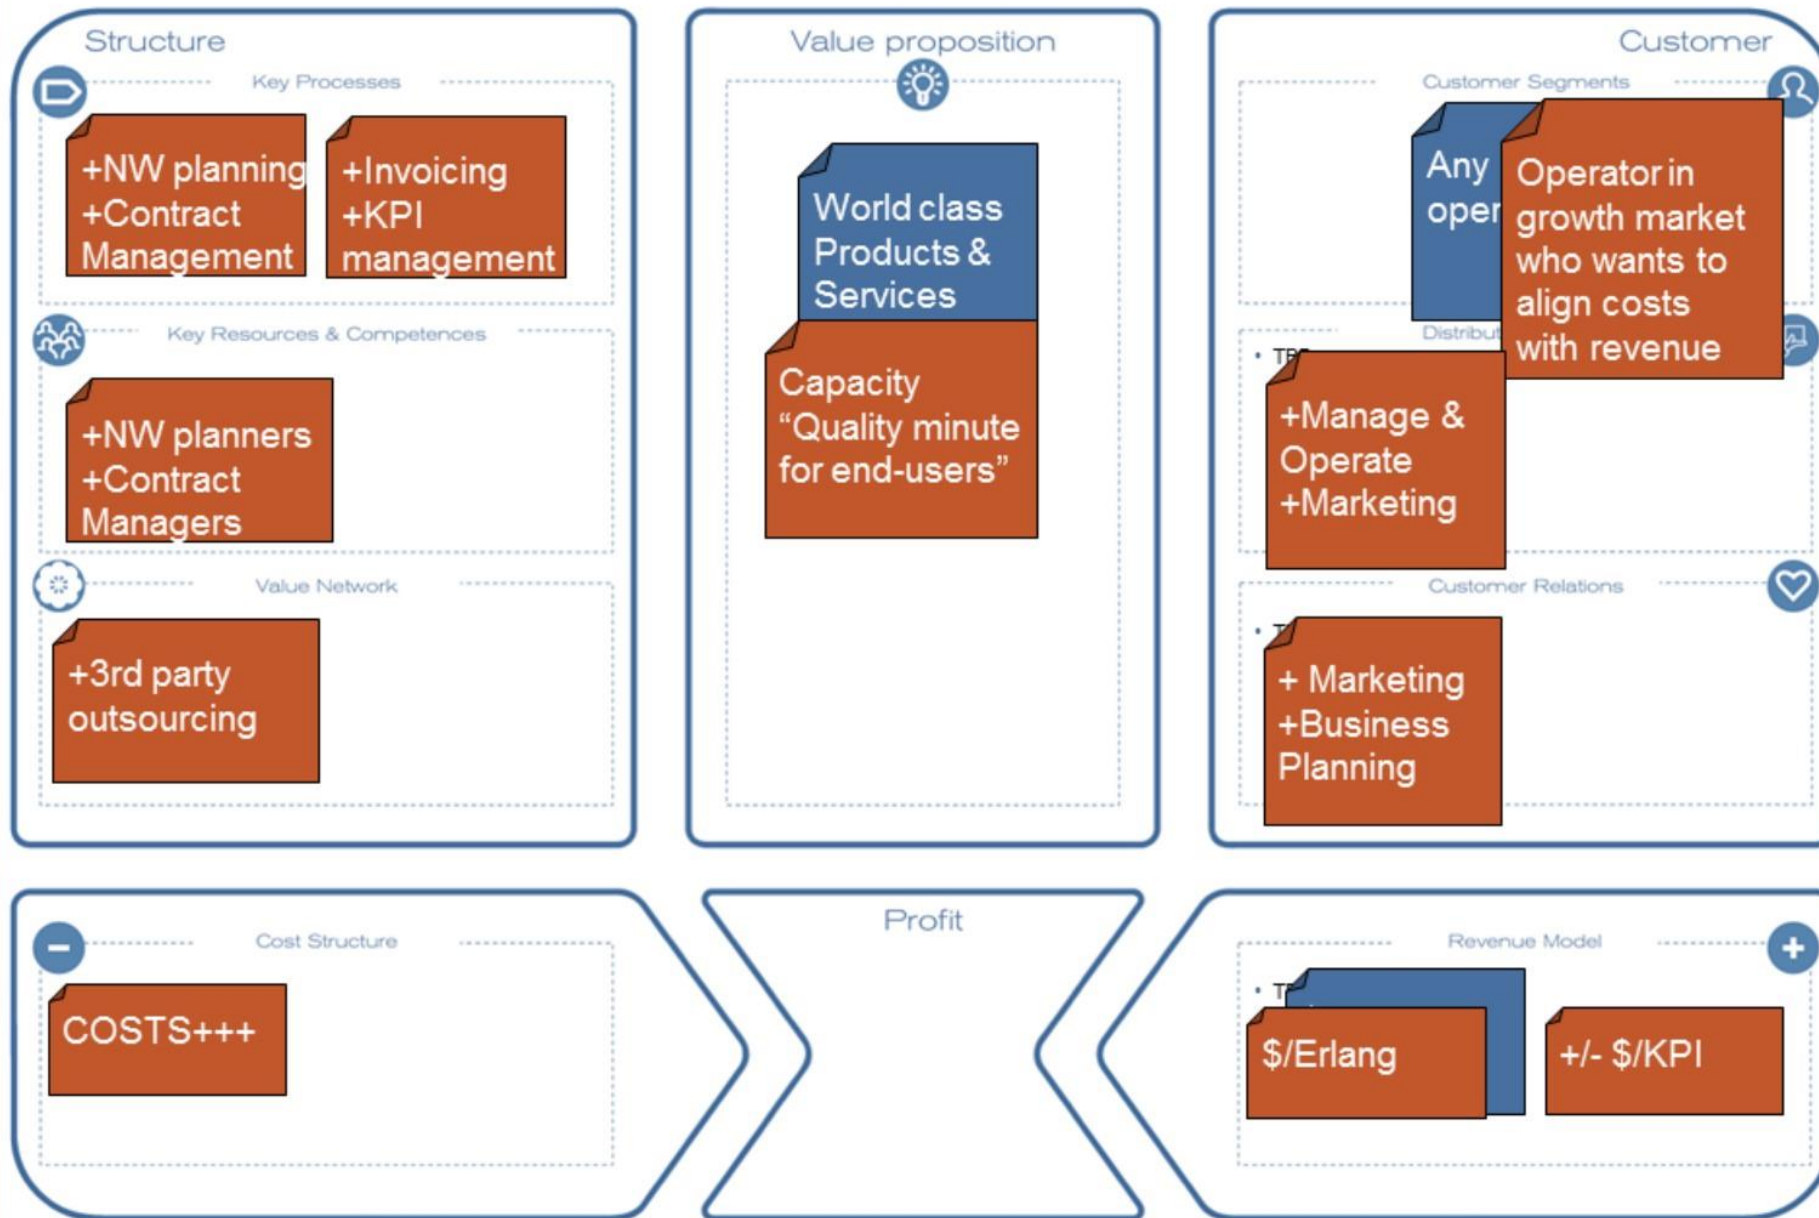 Structure
Key Processes
+NW planning
+Contract
Management
+Invoicing
+KPI
management
Key Resources & Competences
+NW planners
+Contract
Managers
Value Network
+3rd party
outsourcing
Value proposition
World class
Products &
Services
Capacity
“Quality minute
for end-users”
Customer
Customer Segments
Any
Operator in
growth market
who wants to
align costs
with revenue
+Manage &
Operate
+Marketing
Customer Relations
+ Marketing
+Business
Planning
Cost Structure
COSTS+++
Profit
Revenue Model
$/Erlang
+/- $/KPI